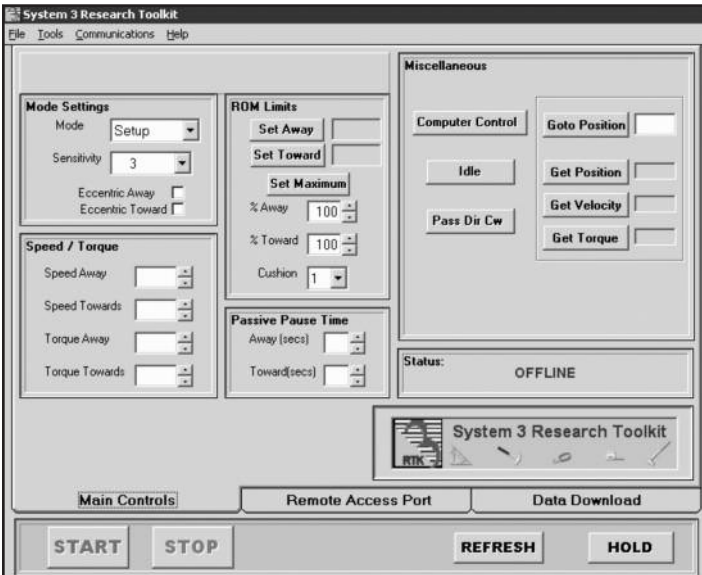 System 3 Research Toolkit
File Tools Communications Help
Mode Settings
Mode Setup
Sensitivity 3
Eccentric Away
Eccentric Toward
Speed / Torque
Speed Away
Speed Towards
Torque Away
Torque Towards
ROM Limits
Set Away
Set Toward
Set Maximum
% Away 100
% Toward 100
Cushion 1
Passive Pause Time
Away (secs)
Toward(secs)
Miscellaneous
Computer Control
Idle
Pass Dir Cw
Goto Position
Get Position
Get Velocity
Get Torque
Status:
OFFLINE
RTK
System 3 Research Toolkit
Main Controls Remote Access Port Data Download
START STOP REFRESH HOLD